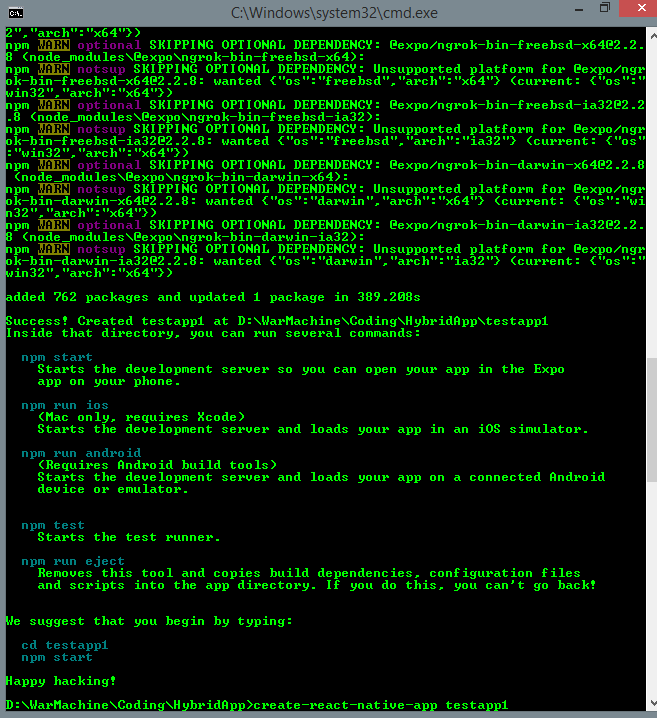 C:\Windows\system32\cmd.exe
2","arch":"x64"})
npm WARN optional SKIPPING OPTIONAL DEPENDENCY: @expo/ngrok-bin-freebsd-x64@2.2.
8 (node_modules\@expo\ngrok-bin-freebsd-x64):
npm WARN notsup SKIPPING OPTIONAL DEPENDENCY: Unsupported platform for @expo/ngr
ok-bin-freebsd-x64@2.2.8: wanted {"os":"freebsd","arch":"x64"} (current: {"os":"
win32","arch":"x64"})
npm WARN optional SKIPPING OPTIONAL DEPENDENCY: @expo/ngrok-bin-freebsd-ia32@2.2
.8 (node_modules\@expo\ngrok-bin-freebsd-ia32):
npm WARN notsup SKIPPING OPTIONAL DEPENDENCY: Unsupported platform for @expo/ngr
ok-bin-freebsd-ia32@2.2.8: wanted {"os":"freebsd","arch":"ia32"} (current: {"os"
:"win32","arch":"x64"})
npm WARN optional SKIPPING OPTIONAL DEPENDENCY: @expo/ngrok-bin-darwin-x64@2.2.8
(node_modules\@expo\ngrok-bin-darwin-x64):
npm WARN notsup SKIPPING OPTIONAL DEPENDENCY: Unsupported platform for @expo/ngr
ok-bin-darwin-x64@2.2.8: wanted {"os":"darwin","arch":"x64"} (current: {"os":"wi
n32","arch":"x64"})
npm WARN optional SKIPPING OPTIONAL DEPENDENCY: @expo/ngrok-bin-darwin-ia32@2.2.
8 (node_modules\@expo\ngrok-bin-darwin-ia32):
npm WARN notsup SKIPPING OPTIONAL DEPENDENCY: Unsupported platform for @expo/ngr
ok-bin-darwin-ia32@2.2.8: wanted {"os":"darwin","arch":"ia32"} (current: {"os":"
win32","arch":"x64"})
added 762 packages and updated 1 package in 389.208s
Success! Created testapp1 at D:\WarMachine\Coding\HybridApp\testapp1
Inside that directory, you can run several commands:
npm start
Starts the development server so you can open your app in the Expo
app on your phone.
npm run ios
(Mac only, requires Xcode)
Starts the development server and loads your app in an iOS simulator.
npm run android
(Requires Android build tools)
Starts the development server and loads your app on a connected Android
device or emulator.
npm test
Starts the test runner.
npm run eject
Removes this tool and copies build dependencies, configuration files
and scripts into the app directory. If you do this, you can't go back!
We suggest that you begin by typing:
cd testapp1
npm start
Happy hacking!
D:\WarMachine\Coding\HybridApp>create-react-native-app testapp1